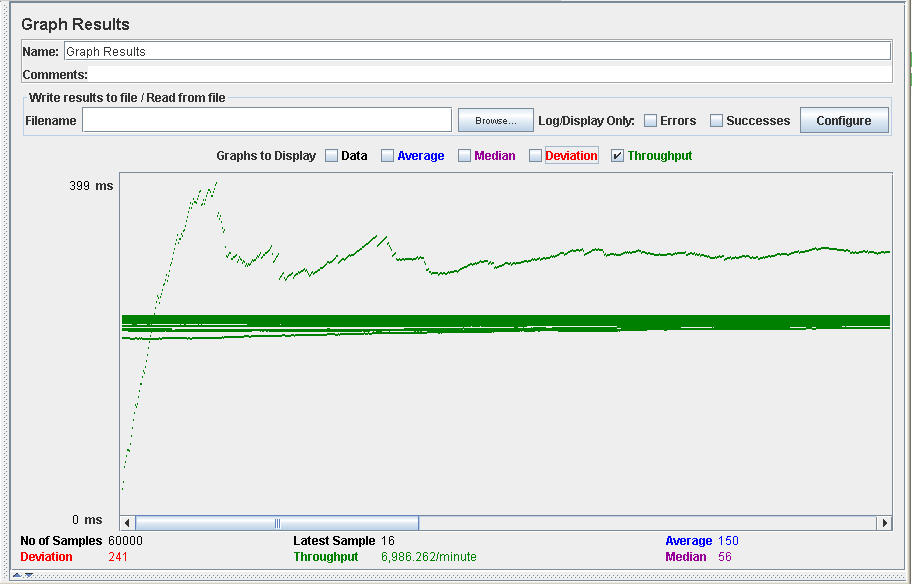 Graph Results
Name: Graph Results
Comments:
Write results to file / Read from file
Filename Browse... Log/Display Only: Errors Successes Configure
Graphs to Display Data Average Median Deviation Throughput
399 ms
0 ms
No of Samples 60000 Latest Sample 16 Average 150
Deviation 241 Throughput 6,986.262/minute Median 56